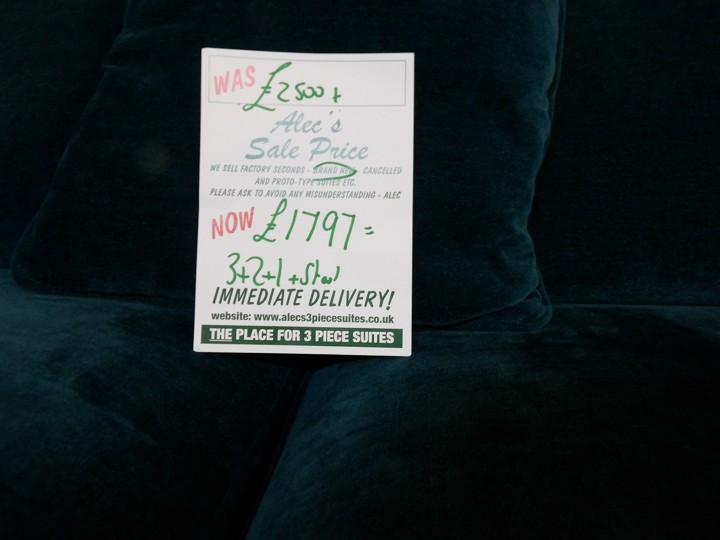 WAS £2500+
Alec's
Sale Price
WE SELL FACTORY SECONDS - BRAND NEW - CANCELLED
AND PROTO-TYPE SUITES ETC.
PLEASE ASK TO AVOID ANY MISUNDERSTANDING - ALEC
NOW £1797=
3+2+1+Stool
IMMEDIATE DELIVERY!
website: www.alecs3piecesuites.co.uk
THE PLACE FOR 3 PIECE SUITES